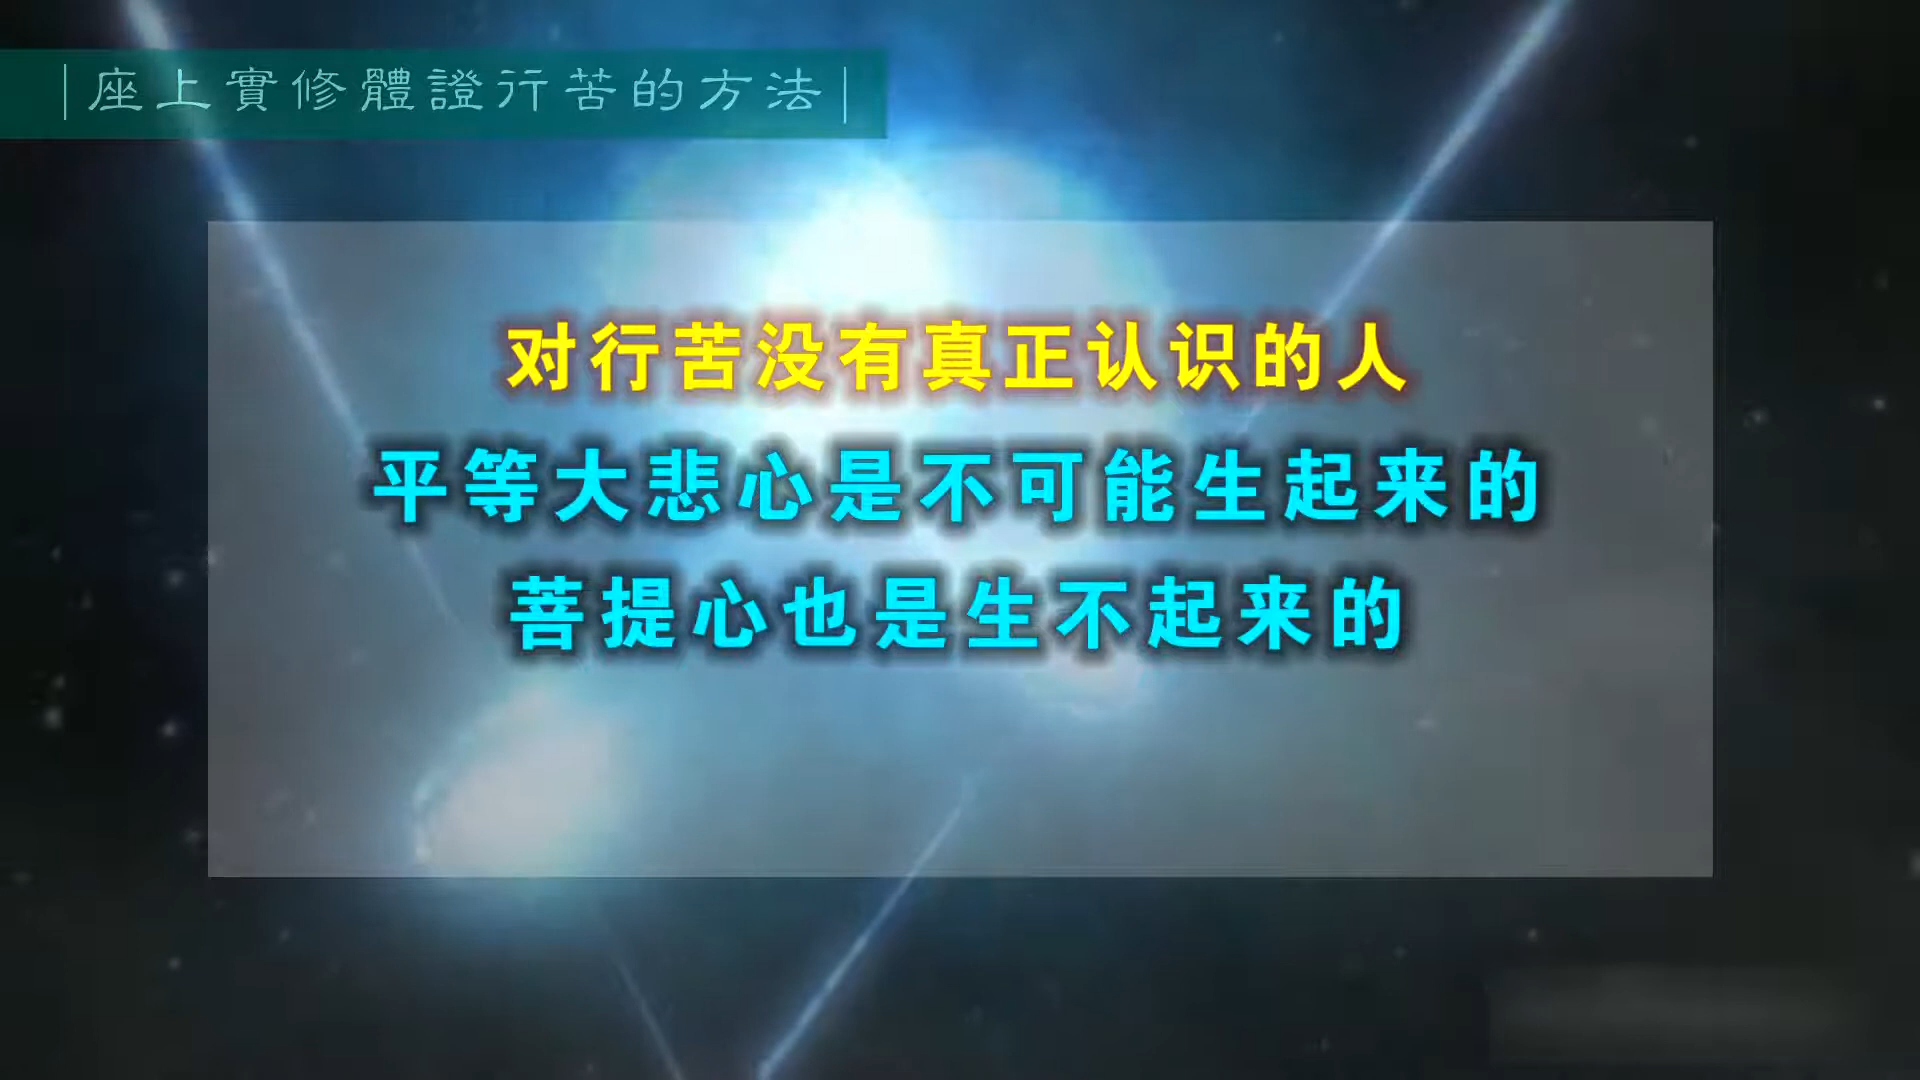 |座上實修體證行苦的方法|
对行苦没有真正认识的人
平等大悲心是不可能生起来的
菩提心也是生不起来的